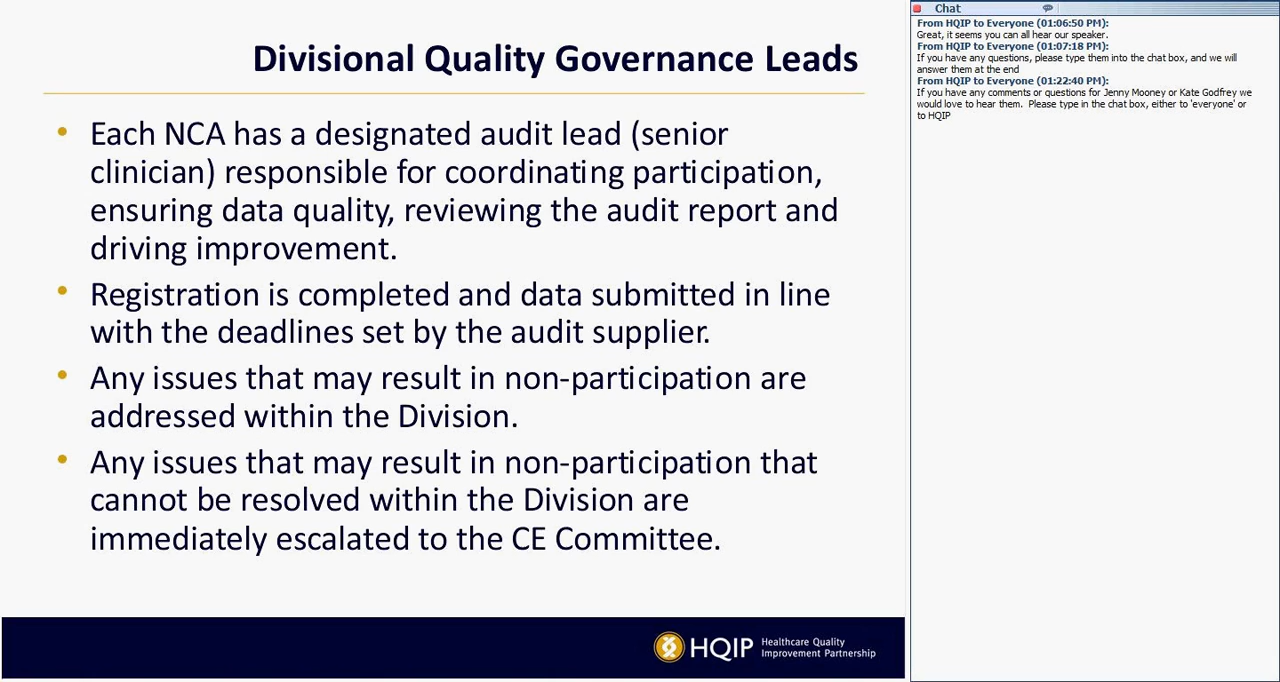 Divisional Quality Governance Leads
• Each NCA has a designated audit lead (senior
clinician) responsible for coordinating participation,
ensuring data quality, reviewing the audit report and
driving improvement.
• Registration is completed and data submitted in line
with the deadlines set by the audit supplier.
• Any issues that may result in non-participation are
addressed within the Division.
• Any issues that may result in non-participation that
cannot be resolved within the Division are
immediately escalated to the CE Committee.
HQIP
Healthcare Quality
Improvement Partnership
Chat
From HQIP to Everyone (01:06:50 PM):
Great, it seems you can all hear our speaker.
From HQIP to Everyone (01:07:18 PM):
If you have any questions, please type them into the chat box, and we will
answer them at the end
From HQIP to Everyone (01:22:40 PM):
If you have any comments or questions for Jenny Mooney or Kate Godfrey we
would love to hear them.  Please type in the chat box, either to 'everyone' or
to HQIP